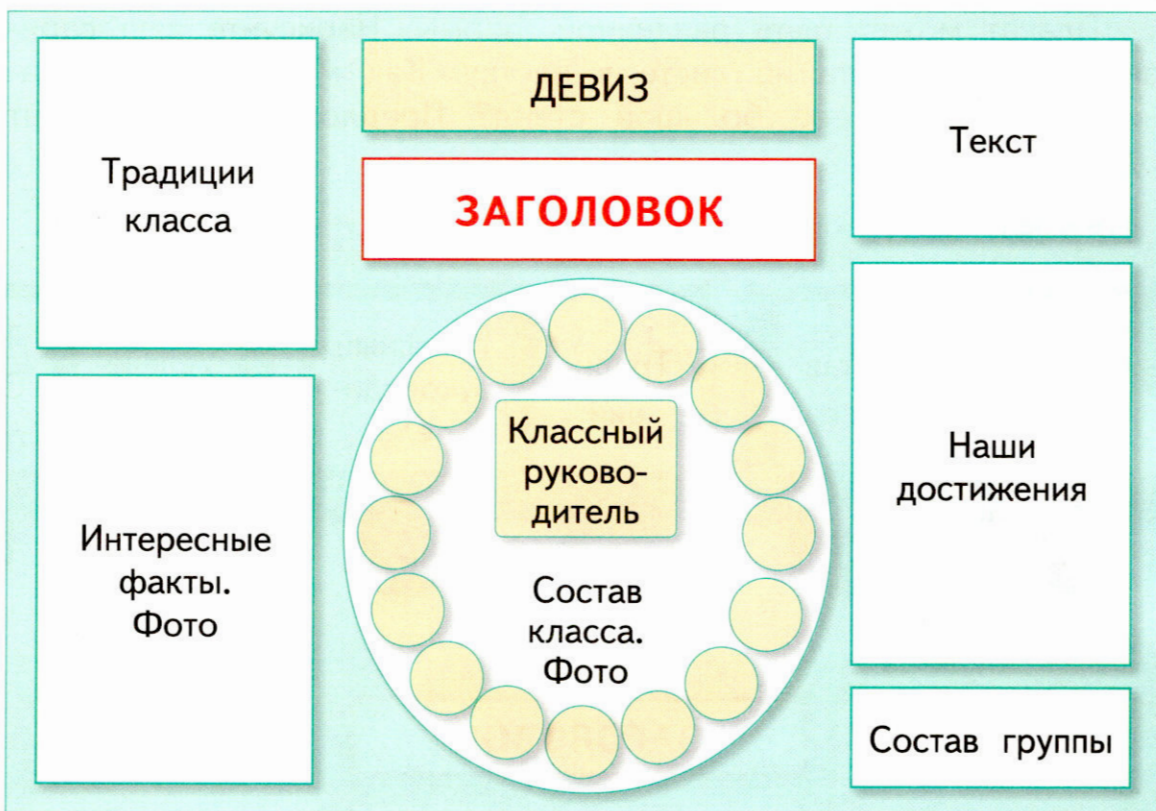 Традиции
класса
ДЕВИЗ
ЗАГОЛОВОК
Текст
Интересные
факты.
Фото
Классный
руково-
дитель
Состав
класса.
Фото
Наши
достижения
Состав группы